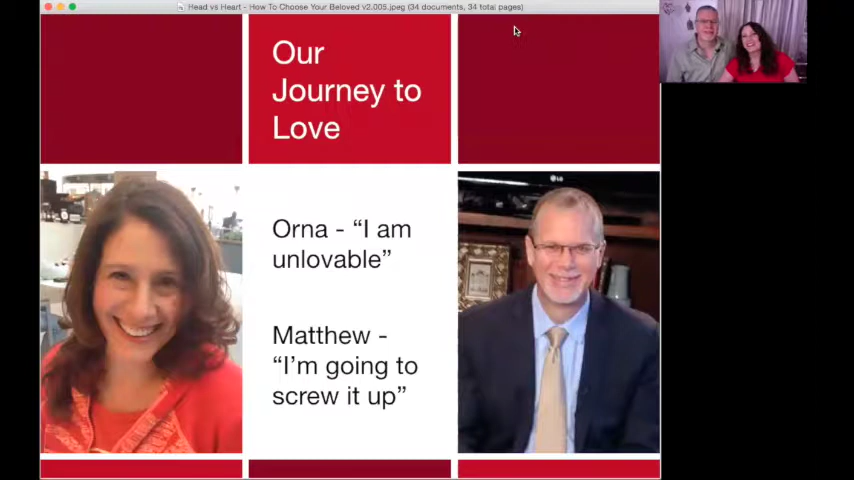 Head vs Heart - How To Choose Your Beloved v2.005.jpeg (34 documents, 34 total pages)
Our
Journey to
Love
Orna - “I am
unlovable”
Matthew -
“I’m going to
screw it up”
LG